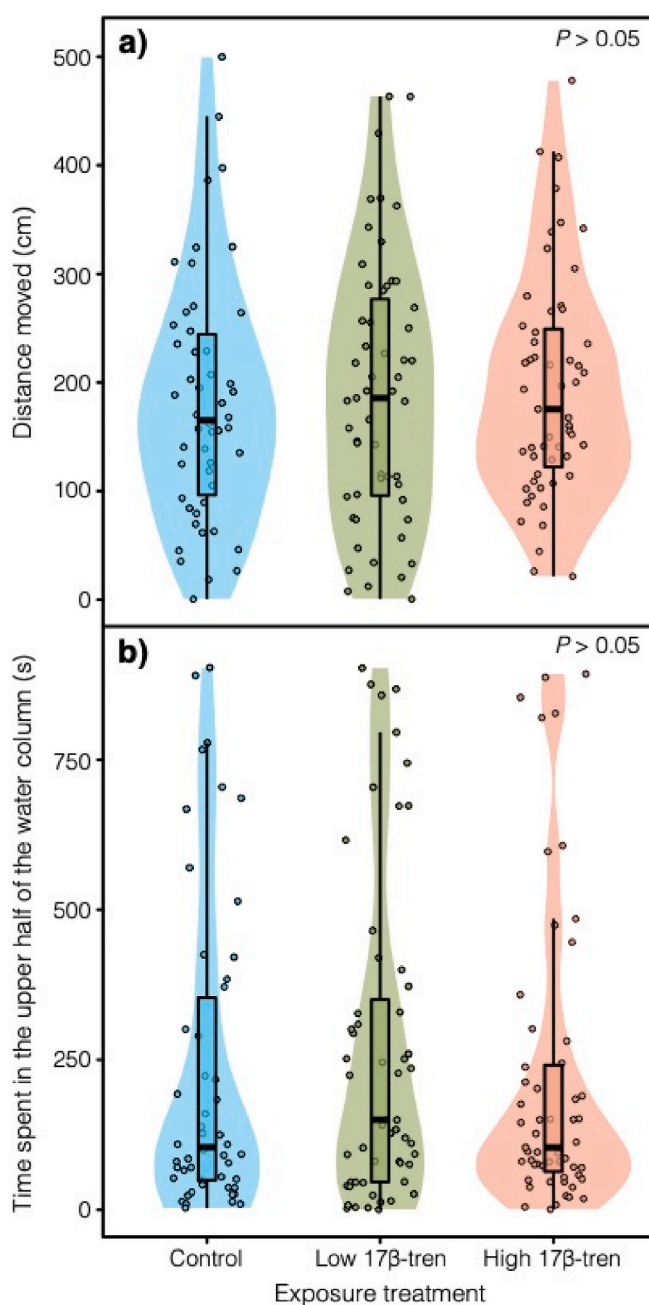 a)
P > 0.05
500
400
300
200
100
0
Distance moved (cm)
b)
P > 0.05
750
500
250
0
Time spent in the upper half of the water column (s)
Control Low 17β-tren High 17β-tren
Exposure treatment